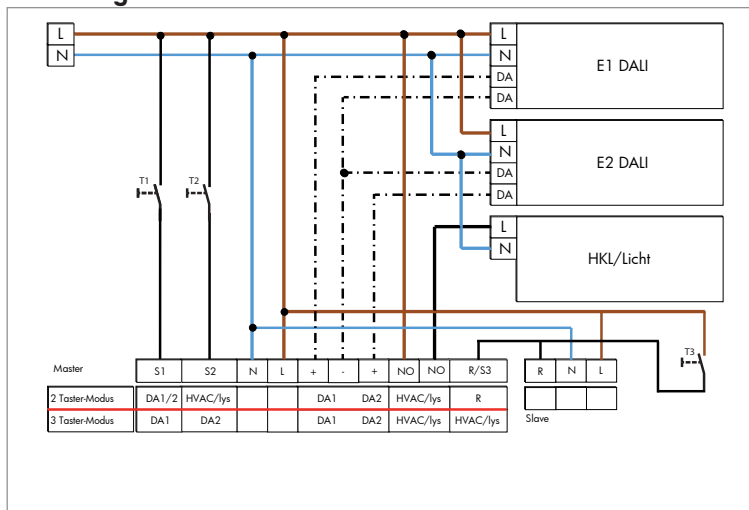 L
N
L
N
DA
DA
E1 DALI
L
N
DA
DA
E2 DALI
L
N
HKL/Licht
T1
T2
T3
Master
S1 S2 N L + - + NO NO R/S3
R N L
2 Taster-Modus DA1/2 HVAC/lys DA1 DA2 HVAC/lys R
3 Taster-Modus DA1 DA2 DA1 DA2 HVAC/lys HVAC/lys
Slave